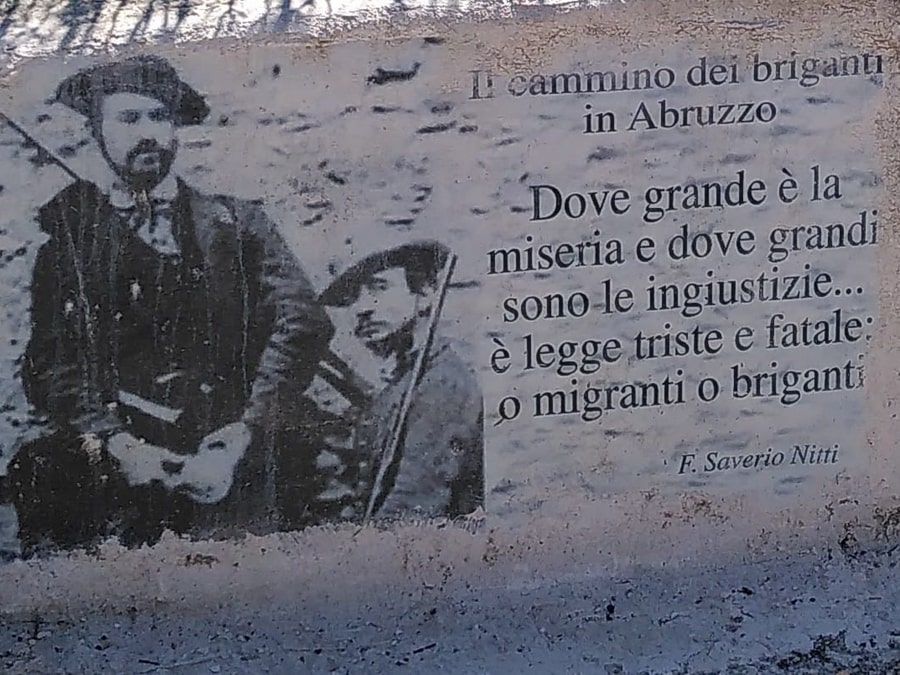 Il cammino dei briganti
in Abruzzo
Dove grande è la
miseria e dove grandi
sono le ingiustizie...
è legge triste e fatale:
o migranti o briganti
F. Saverio Nitti